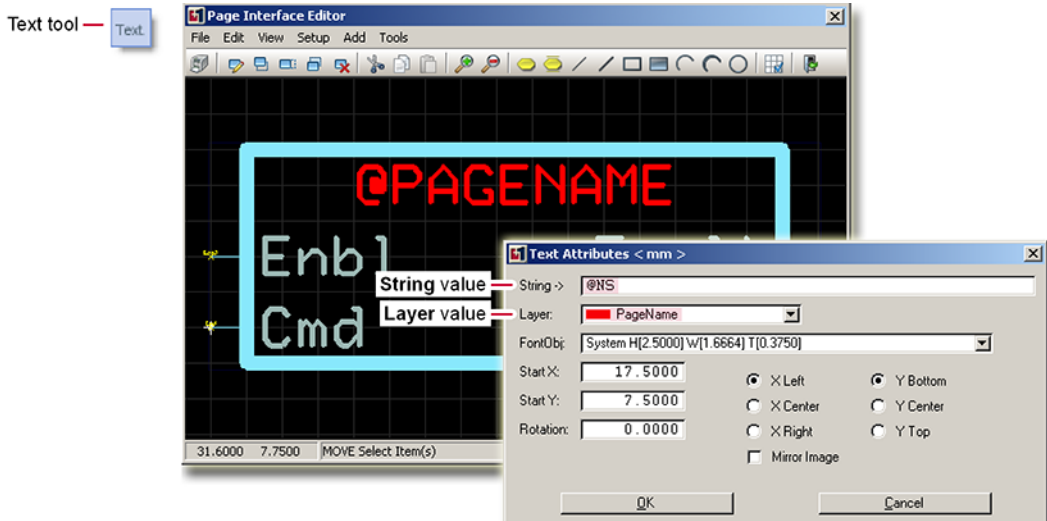 Text tool
Text
Page Interface Editor
File Edit View Setup Add Tools
@PAGENAME
Enbl
Cmd
31.6000 7.7500 MOVE Select Item(s)
String value
Layer value
Text Attributes < mm >
String -> @NS
Layer: PageName
FontObj: System H[2.5000] W[1.6664] T[0.3750]
Start X: 17.5000
Start Y: 7.5000
Rotation: 0.0000
X Left Y Bottom
X Center Y Center
X Right Y Top
Mirror Image
OK Cancel